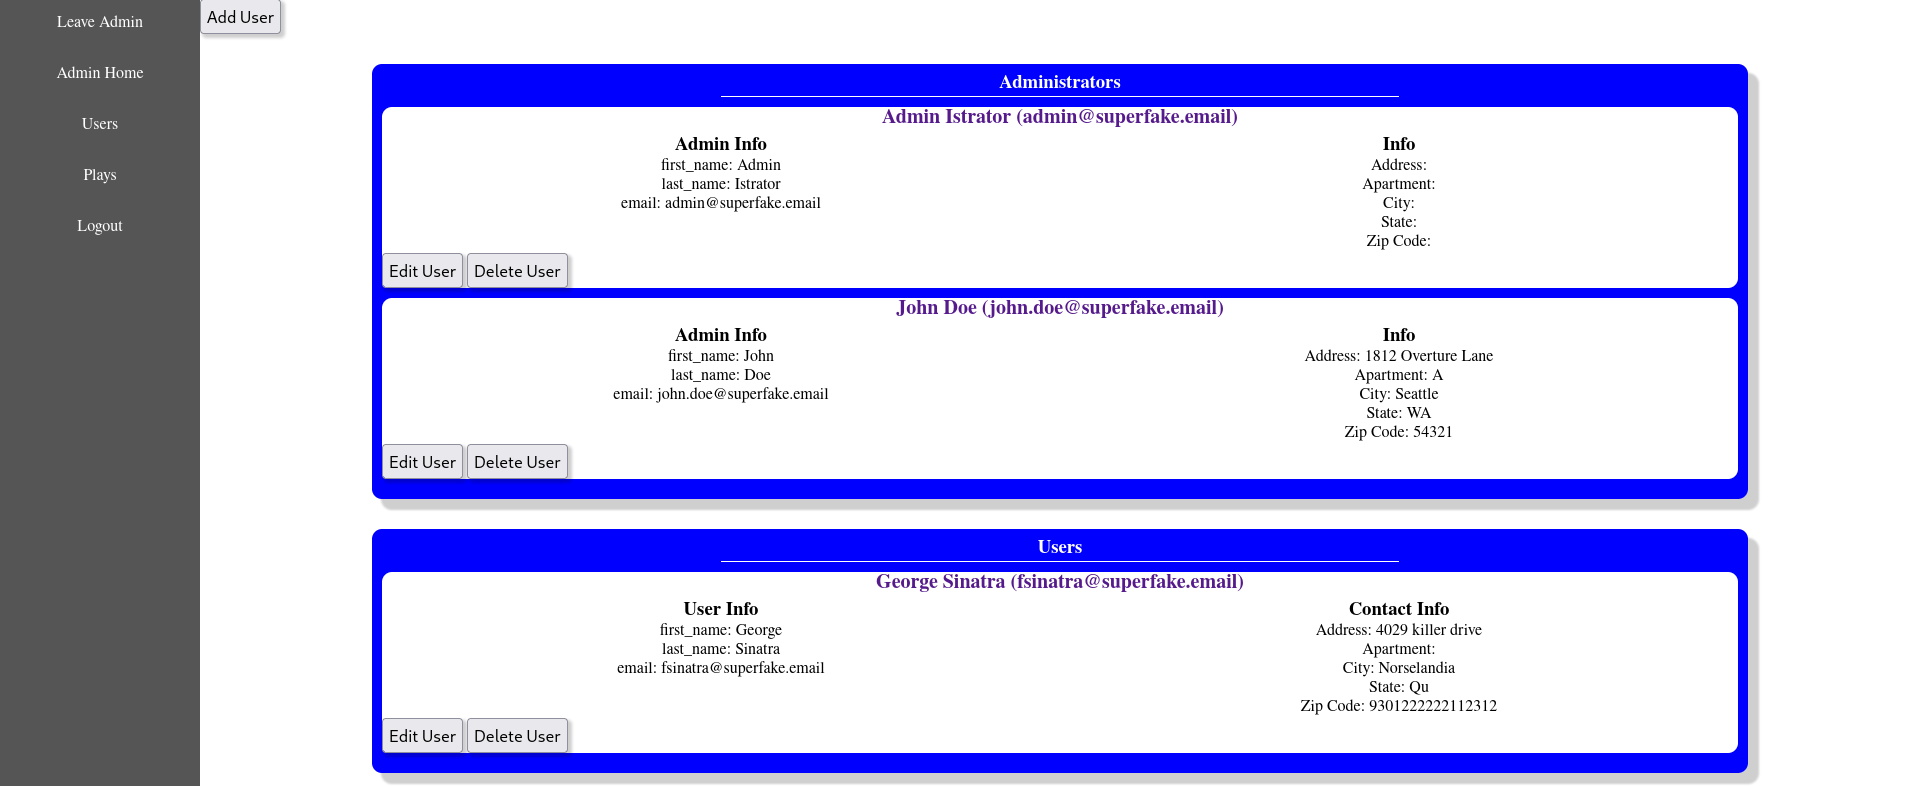 Leave Admin
Admin Home
Users
Plays
Logout
Add User
Administrators
Admin Istrator (admin@superfake.email)
Admin Info
first_name: Admin
last_name: Istrator
email: admin@superfake.email
Info
Address:
Apartment:
City:
State:
Zip Code:
Edit User Delete User
John Doe (john.doe@superfake.email)
Admin Info
first_name: John
last_name: Doe
email: john.doe@superfake.email
Info
Address: 1812 Overture Lane
Apartment: A
City: Seattle
State: WA
Zip Code: 54321
Edit User Delete User
Users
George Sinatra (fsinatra@superfake.email)
User Info
first_name: George
last_name: Sinatra
email: fsinatra@superfake.email
Contact Info
Address: 4029 killer drive
Apartment:
City: Norselandia
State: Qu
Zip Code: 9301222222112312
Edit User Delete User